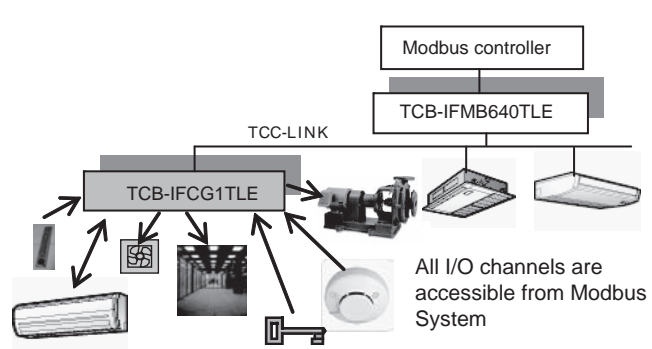 Modbus controller
TCB-IFMB640TLE
TCC-LINK
TCB-IFCG1TLE
All I/O channels are
accessible from Modbus
System